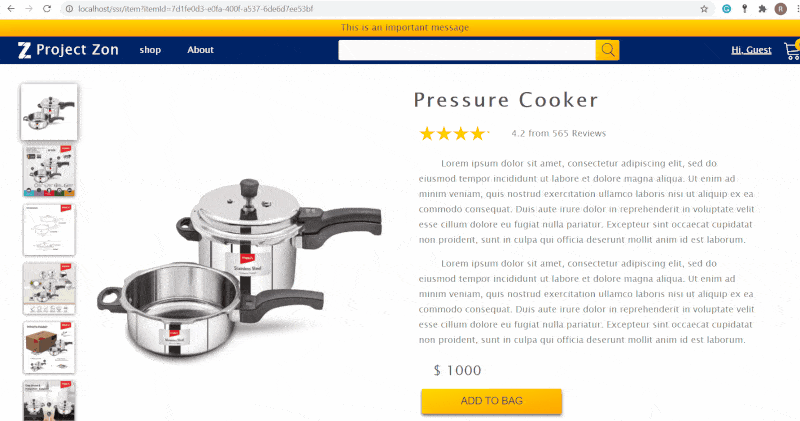 localhost/ssr/item?itemId=7d1fe0d3-e0fa-400f-a537-6de6d7ee53bf
R
This is an important message
Z Project Zon
shop
About
Hi, Guest
Pressure Cooker
4.2 from 565 Reviews
Lorem ipsum dolor sit amet, consectetur adipiscing elit, sed do
eiusmod tempor incididunt ut labore et dolore magna aliqua. Ut enim ad
minim veniam, quis nostrud exercitation ullamco laboris nisi ut aliquip ex ea
commodo consequat. Duis aute irure dolor in reprehenderit in voluptate velit
esse cillum dolore eu fugiat nulla pariatur. Excepteur sint occaecat cupidatat
non proident, sunt in culpa qui officia deserunt mollit anim id est laborum.
Lorem ipsum dolor sit amet, consectetur adipiscing elit, sed do
eiusmod tempor incididunt ut labore et dolore magna aliqua. Ut enim ad
minim veniam, quis nostrud exercitation ullamco laboris nisi ut aliquip ex ea
commodo consequat. Duis aute irure dolor in reprehenderit in voluptate velit
esse cillum dolore eu fugiat nulla pariatur. Excepteur sint occaecat cupidatat
non proident, sunt in culpa qui officia deserunt mollit anim id est laborum.
$ 1000
ADD TO BAG